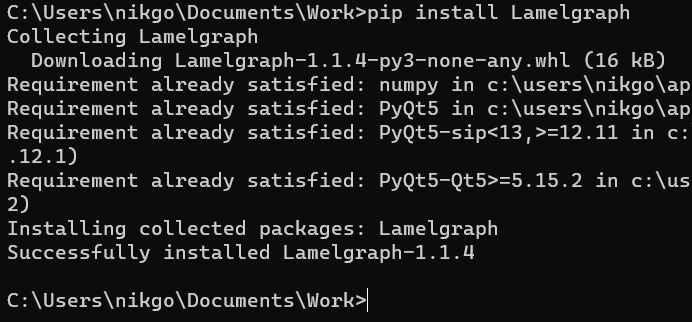 C:\Users\nikgo\Documents\Work>pip install Lamelgraph
Collecting Lamelgraph
  Downloading Lamelgraph-1.1.4-py3-none-any.whl (16 kB)
Requirement already satisfied: numpy in c:\users\nikgo\ap
Requirement already satisfied: PyQt5 in c:\users\nikgo\ap
Requirement already satisfied: PyQt5-sip<13,>=12.11 in c:
.12.1)
Requirement already satisfied: PyQt5-Qt5>=5.15.2 in c:\us
2)
Installing collected packages: Lamelgraph
Successfully installed Lamelgraph-1.1.4

C:\Users\nikgo\Documents\Work>